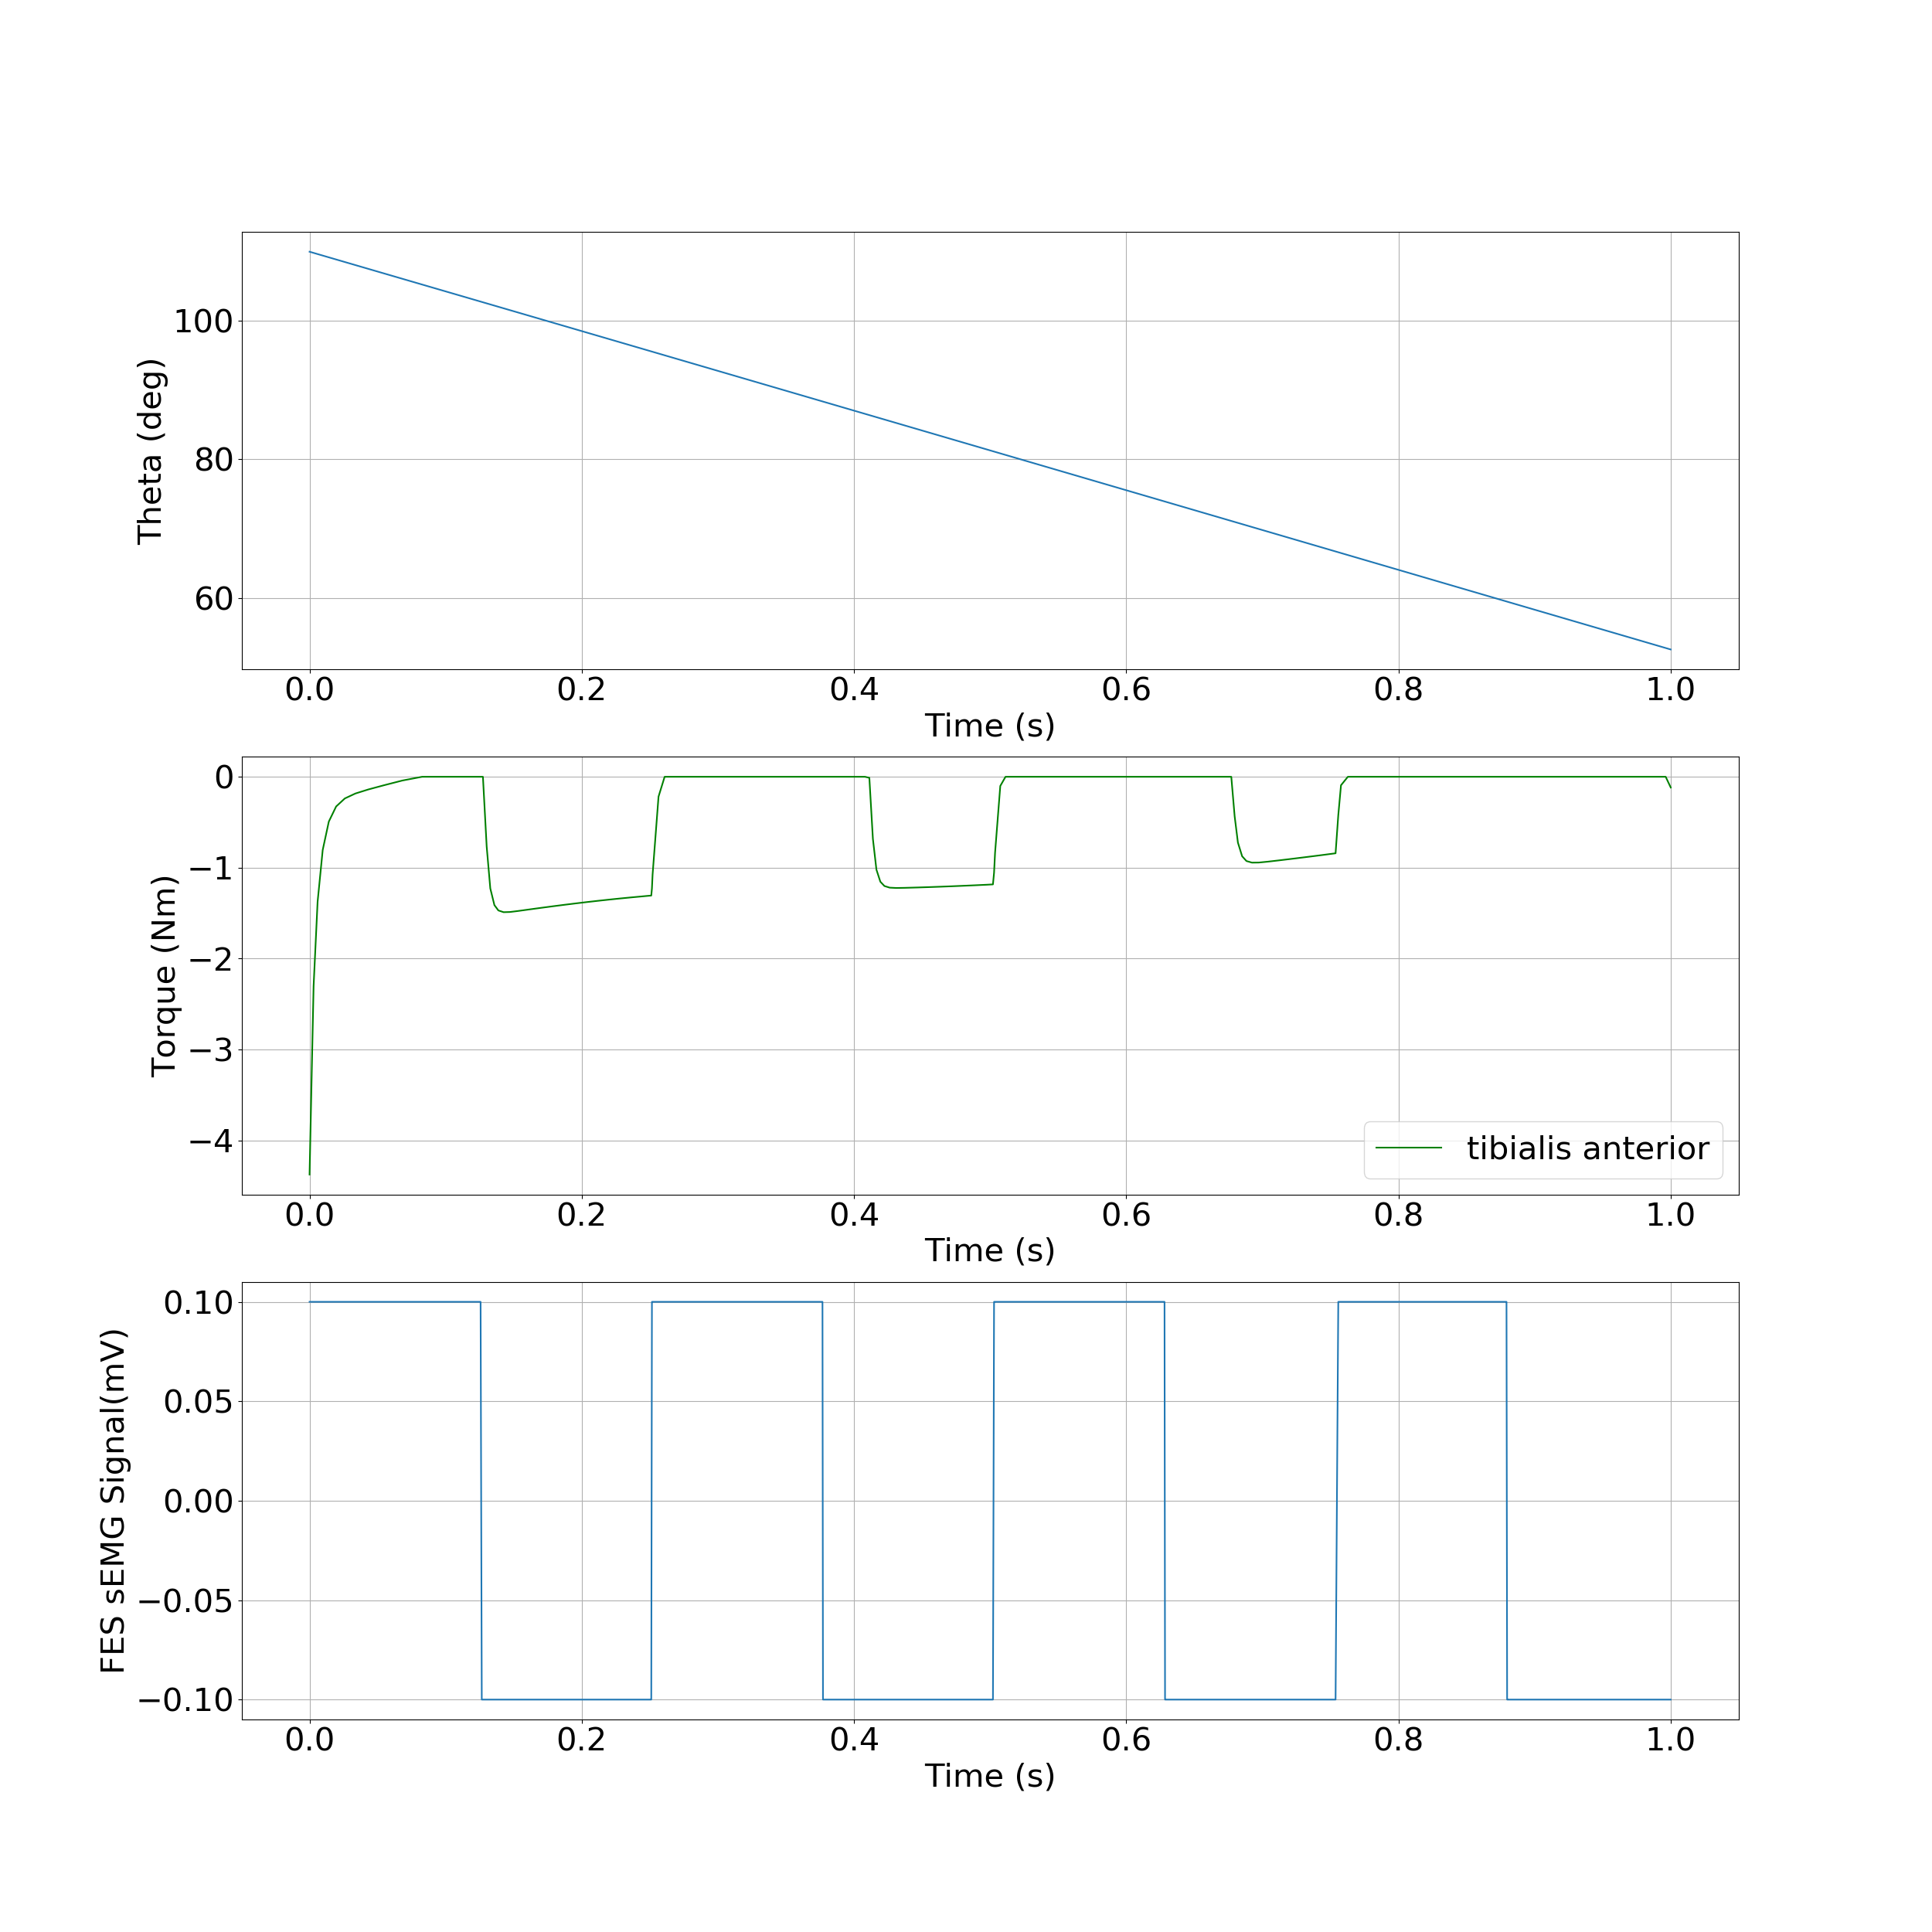 Theta (deg)
100
80
60
0.0 0.2 0.4 0.6 0.8 1.0
Time (s)
Torque (Nm)
0
−1
−2
−3
−4
tibialis anterior
0.0 0.2 0.4 0.6 0.8 1.0
Time (s)
FES sEMG Signal(mV)
0.10
0.05
0.00
−0.05
−0.10
0.0 0.2 0.4 0.6 0.8 1.0
Time (s)